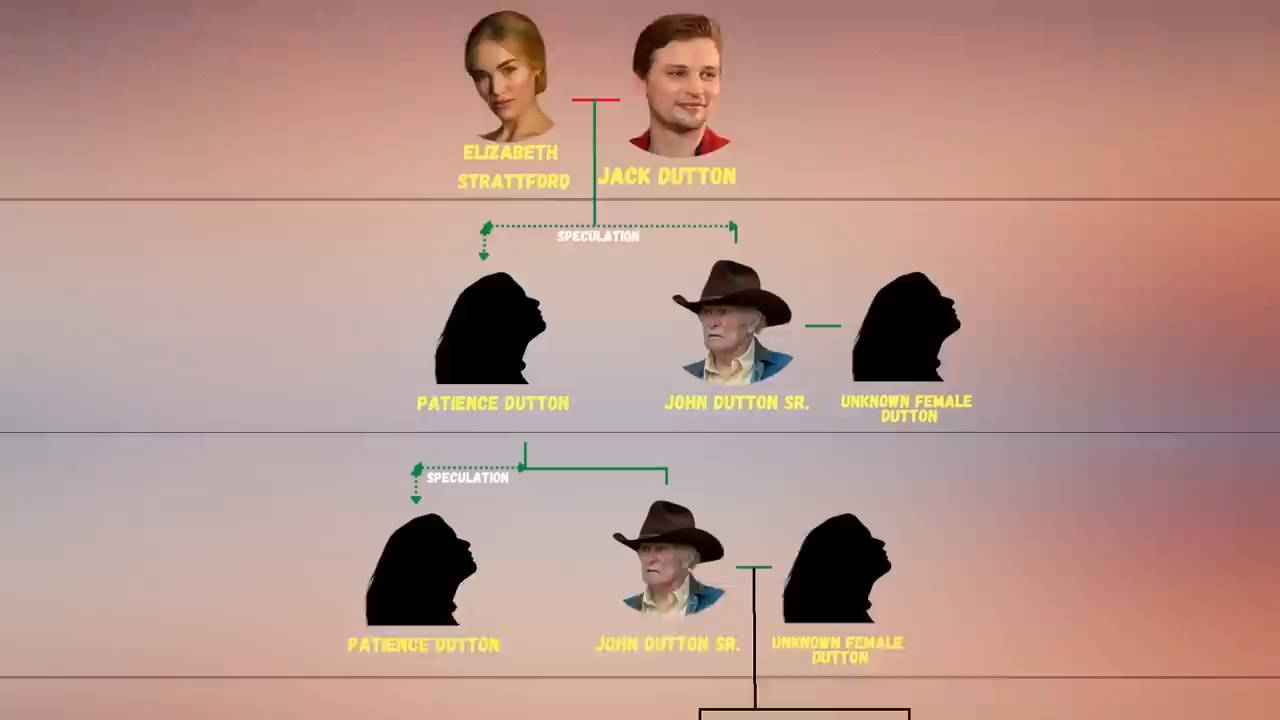 ELIZABETH
STRATTFORD
JACK DUTTON
SPECULATION
PATIENCE DUTTON
JOHN DUTTON SR.
UNKNOWN FEMALE
DUTTON
SPECULATION
PATIENCE DUTTON
JOHN DUTTON SR.
UNKNOWN FEMALE
DUTTON